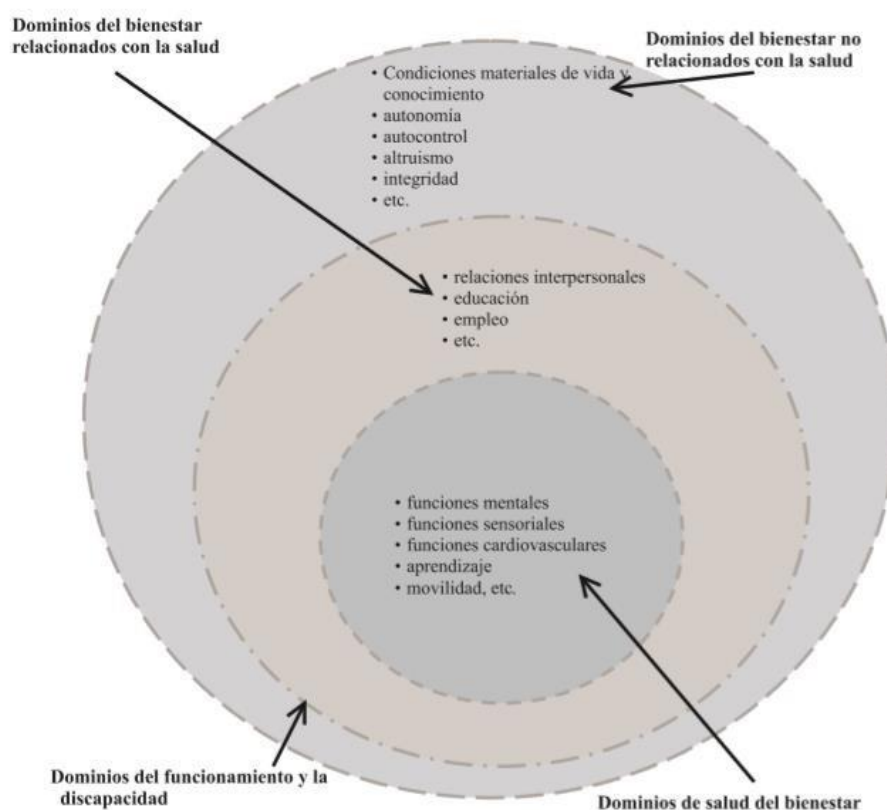 Dominios del bienestar
relacionados con la salud
Dominios del bienestar no
relacionados con la salud
• Condiciones materiales de vida y
conocimiento
• autonomía
• autocontrol
• altruismo
• integridad
• etc.
• relaciones interpersonales
• educación
• empleo
• etc.
• funciones mentales
• funciones sensoriales
• funciones cardiovasculares
• aprendizaje
• movilidad, etc.
Dominios del funcionamiento y la
discapacidad
Dominios de salud del bienestar